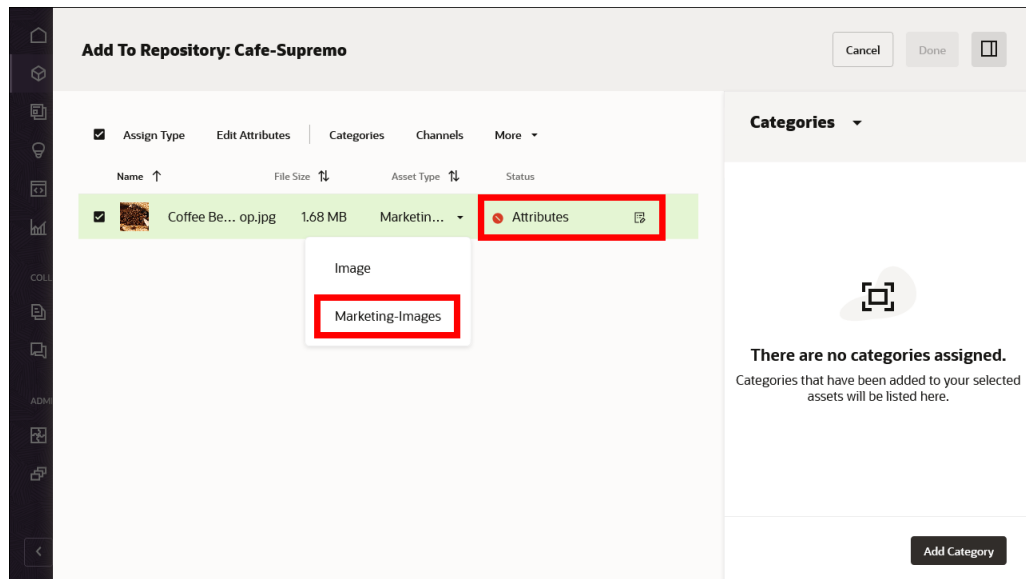 Add To Repository: Cafe-Supremo
Cancel
Done
Assign Type
Edit Attributes
Categories
Channels
More
Name
File Size
Asset Type
Status
Coffee Be... op.jpg
1.68 MB
Marketin...
Attributes
Image
Marketing-Images
COLL
ADMI
Categories
There are no categories assigned.
Categories that have been added to your selected
assets will be listed here.
Add Category